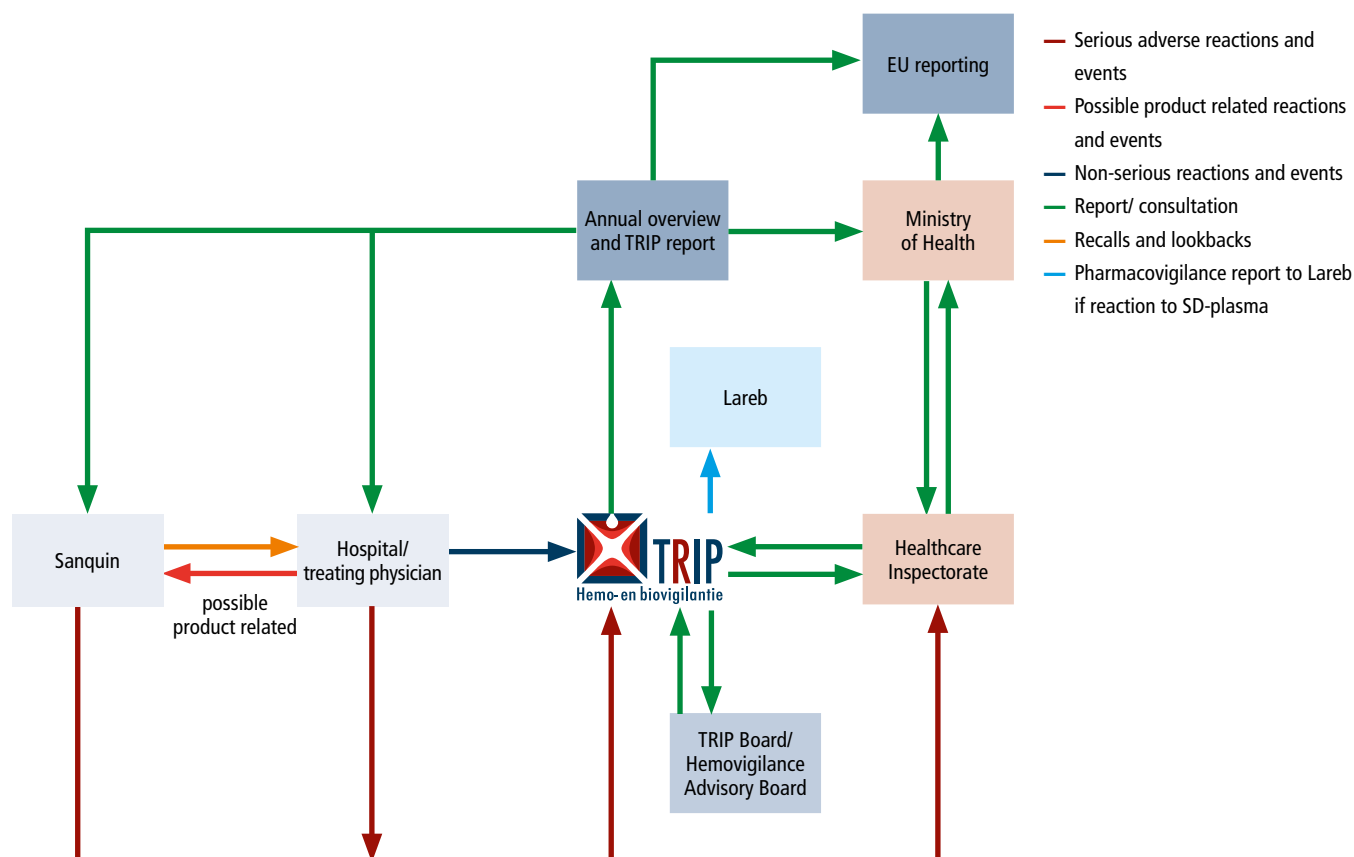 EU reporting
Serious adverse reactions and
events
Possible product related reactions
and events
Non-serious reactions and events
Report/ consultation
Recalls and lookbacks
Pharmacovigilance report to Lareb
if reaction to SD-plasma
Annual overview
and TRIP report
Ministry
of Health
Lareb
Sanquin
Hospital/
treating physician
TRIP
Hemo- en biovigilantie
Healthcare
Inspectorate
possible
product related
TRIP Board/
Hemovigilance
Advisory Board